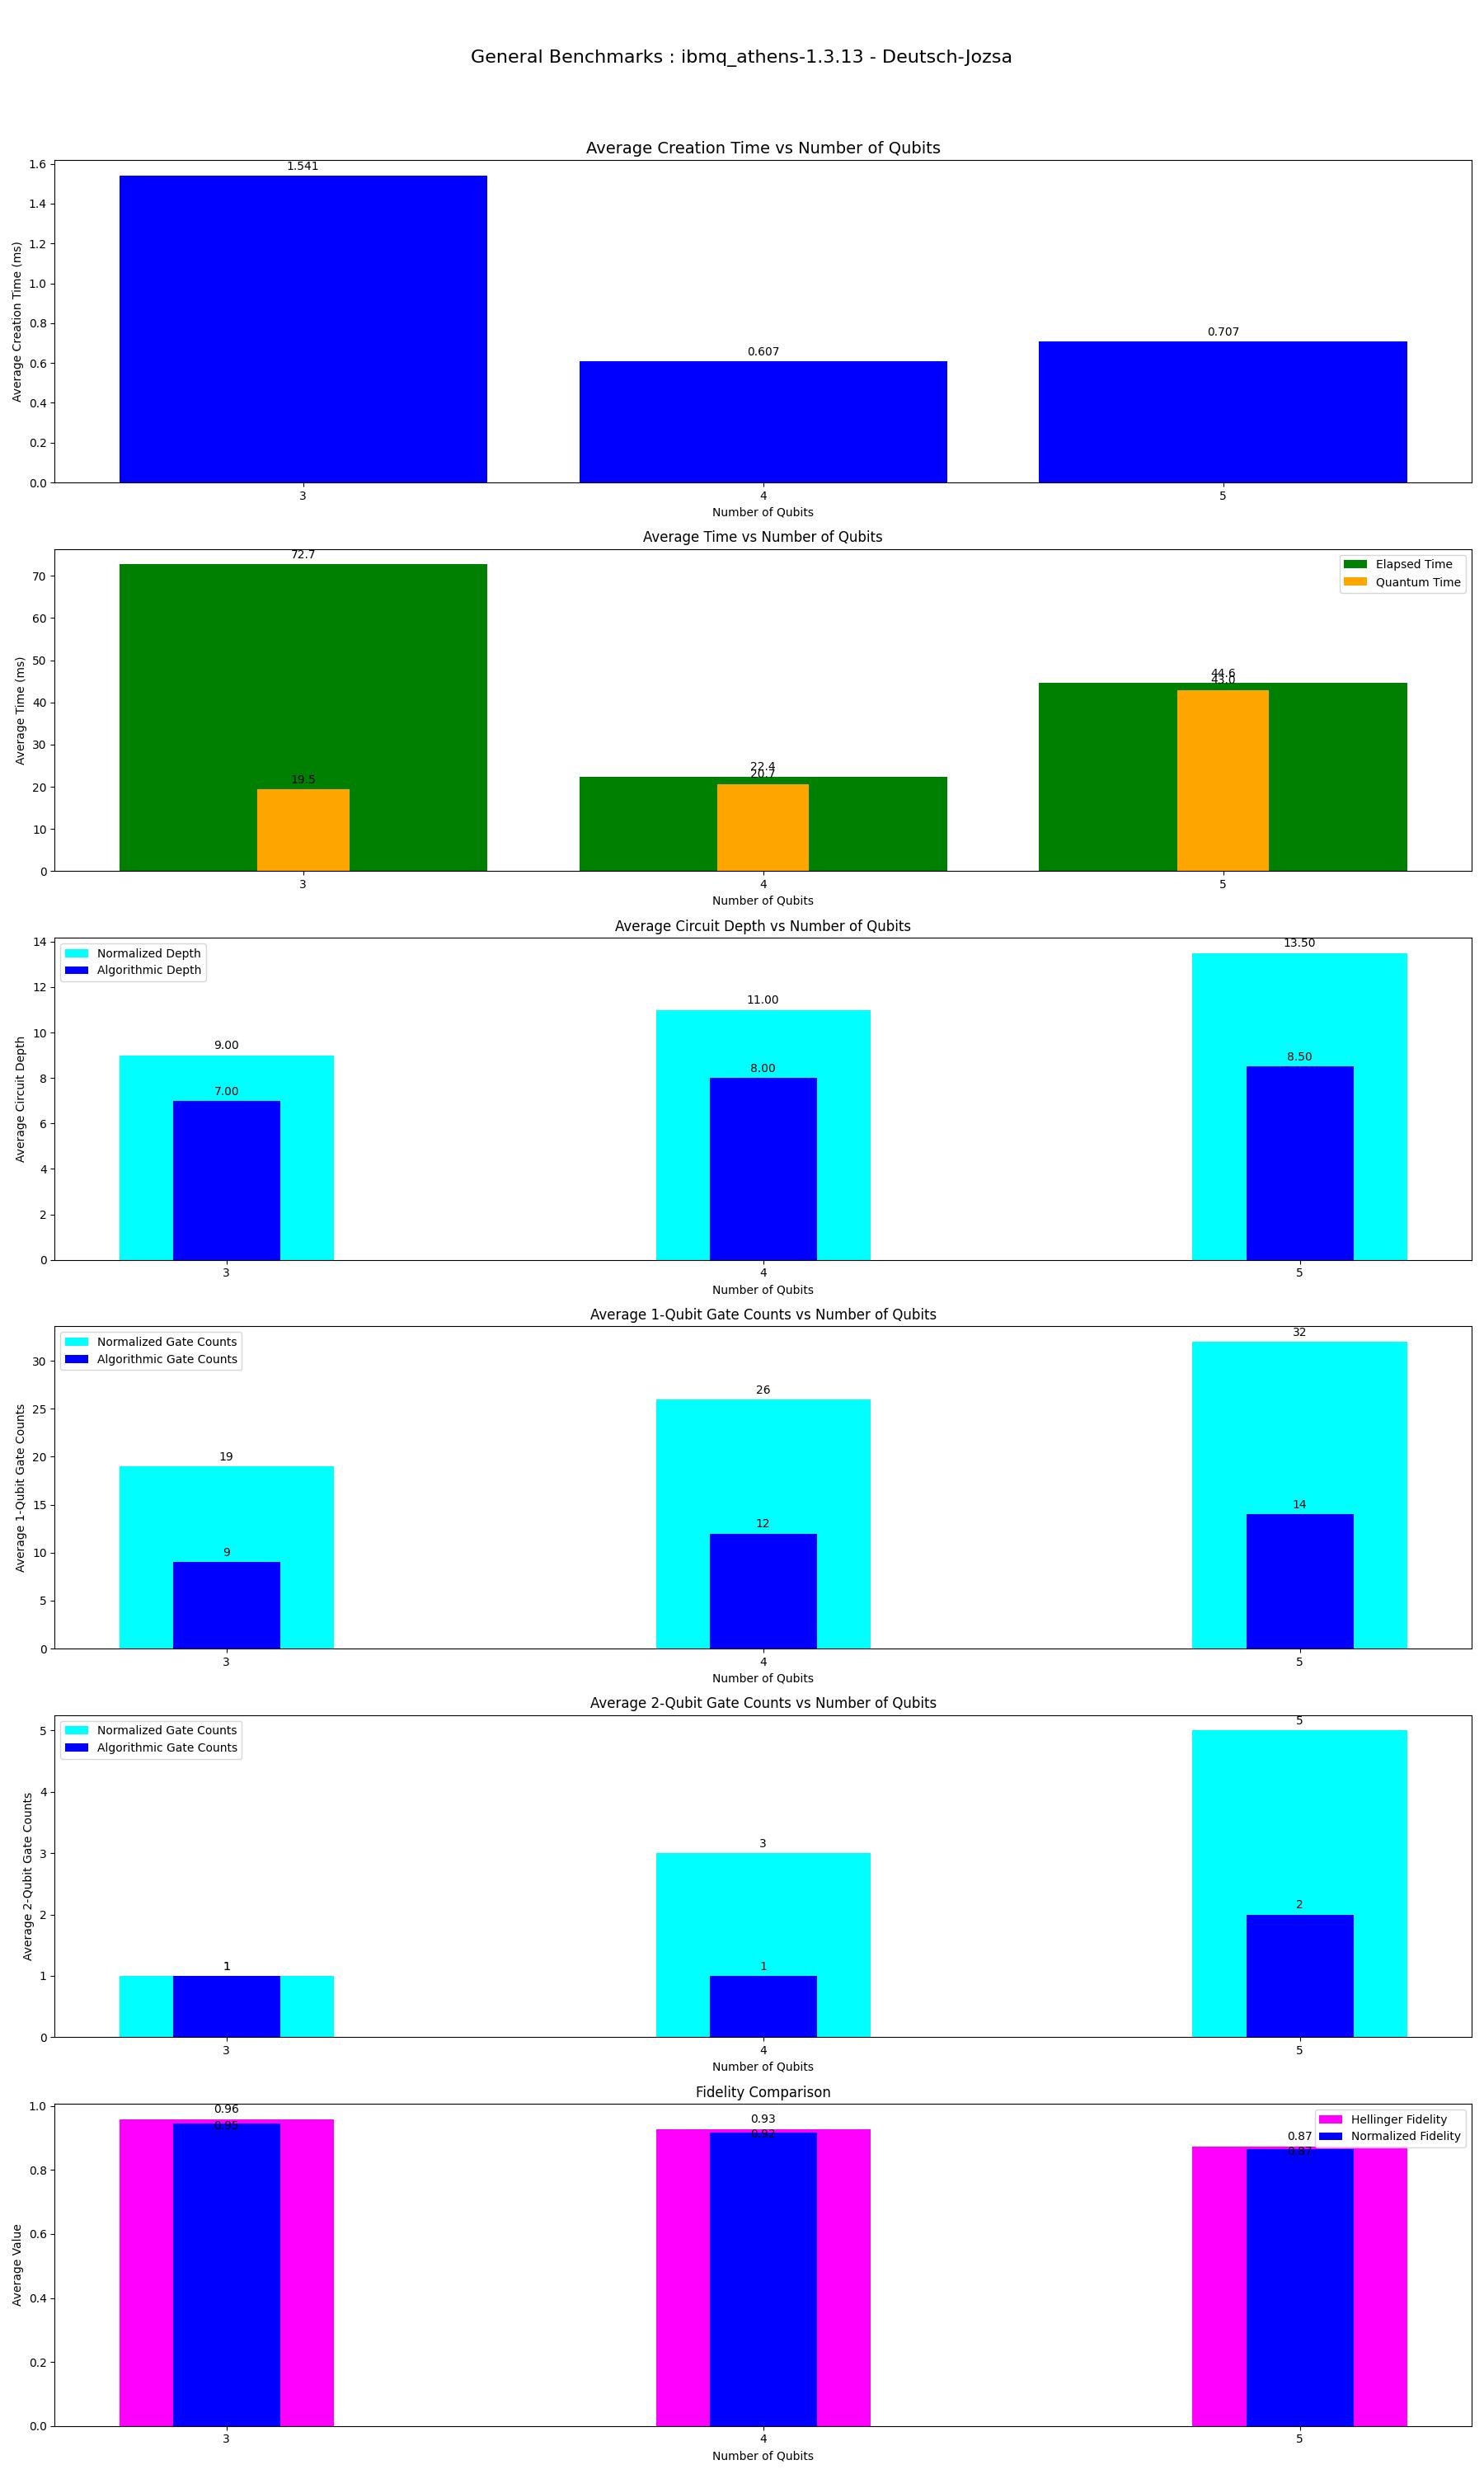 General Benchmarks : ibmq_athens-1.3.13 - Deutsch-Jozsa
Average Creation Time vs Number of Qubits
Average Creation Time (ms)
1.6
1.4
1.2
1.0
0.8
0.6
0.4
0.2
0.0
1.541
0.607
0.707
3 4 5
Number of Qubits
Average Time vs Number of Qubits
Average Time (ms)
70
60
50
40
30
20
10
0
Elapsed Time
Quantum Time
72.7
19.5
22.4
20.7
44.6
43.0
3 4 5
Number of Qubits
Average Circuit Depth vs Number of Qubits
Average Circuit Depth
14
12
10
8
6
4
2
0
Normalized Depth
Algorithmic Depth
9.00
7.00
11.00
8.00
13.50
8.50
3 4 5
Number of Qubits
Average 1-Qubit Gate Counts vs Number of Qubits
Average 1-Qubit Gate Counts
30
25
20
15
10
5
0
Normalized Gate Counts
Algorithmic Gate Counts
19
9
26
12
32
14
3 4 5
Number of Qubits
Average 2-Qubit Gate Counts vs Number of Qubits
Average 2-Qubit Gate Counts
5
4
3
2
1
0
Normalized Gate Counts
Algorithmic Gate Counts
1
3
1
5
2
3 4 5
Number of Qubits
Fidelity Comparison
Average Value
1.0
0.8
0.6
0.4
0.2
0.0
Hellinger Fidelity
Normalized Fidelity
0.96
0.95
0.93
0.92
0.87
0.87
3 4 5
Number of Qubits